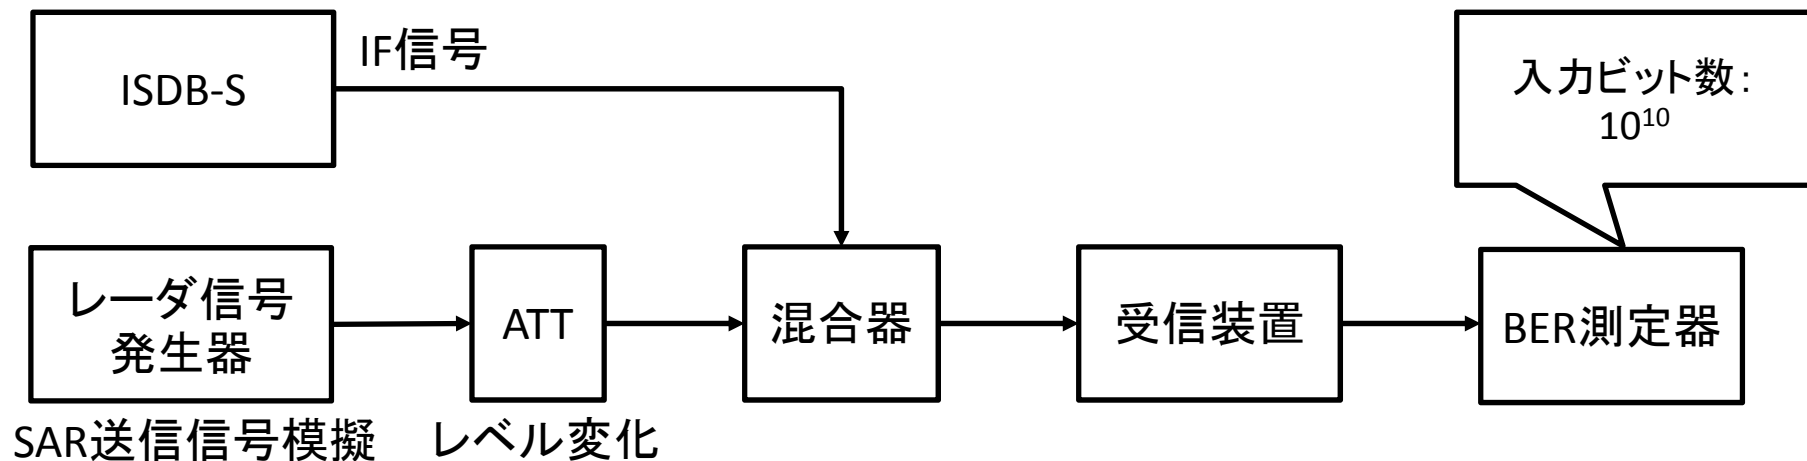 ISDB-S
IF信号
入力ビット数:
10¹⁰
レーダ信号
発生器
ATT
混合器
受信装置
BER測定器
SAR送信信号模擬
レベル変化